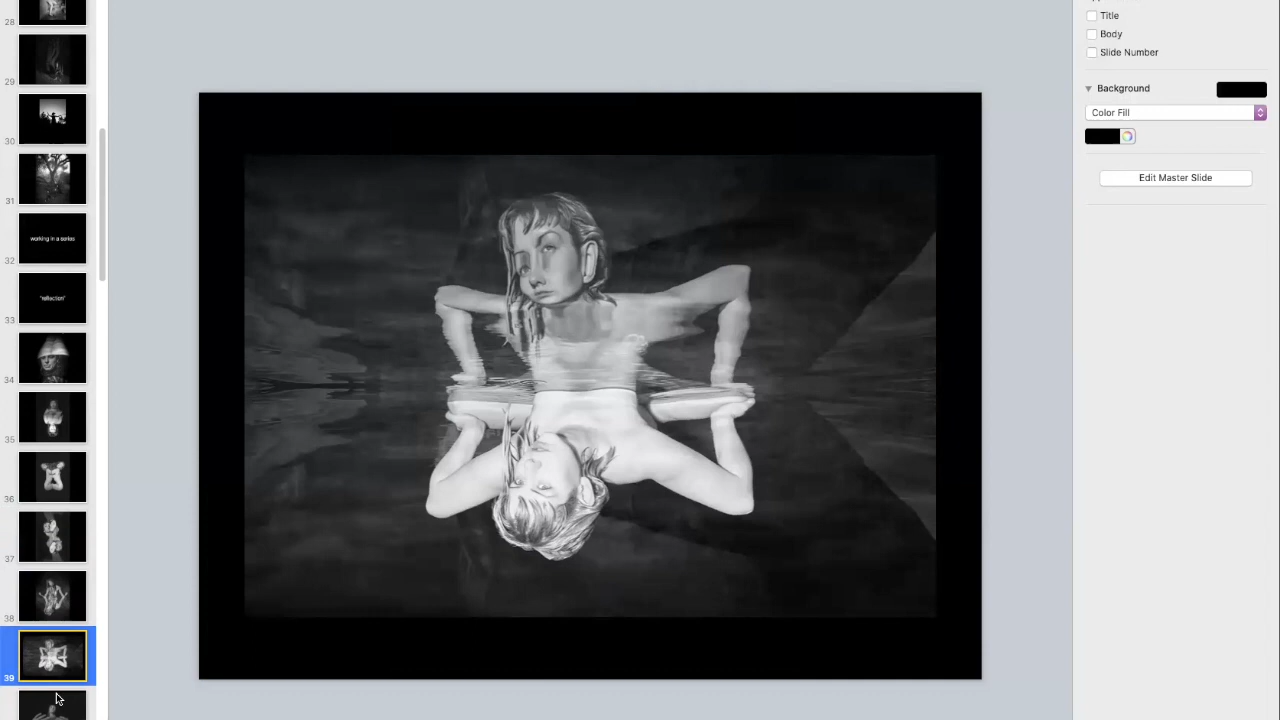 28
29
30
31
working in a series
32
"reflection"
33
34
35
36
37
38
39
Title
Body
Slide Number
Background
Color Fill
Edit Master Slide